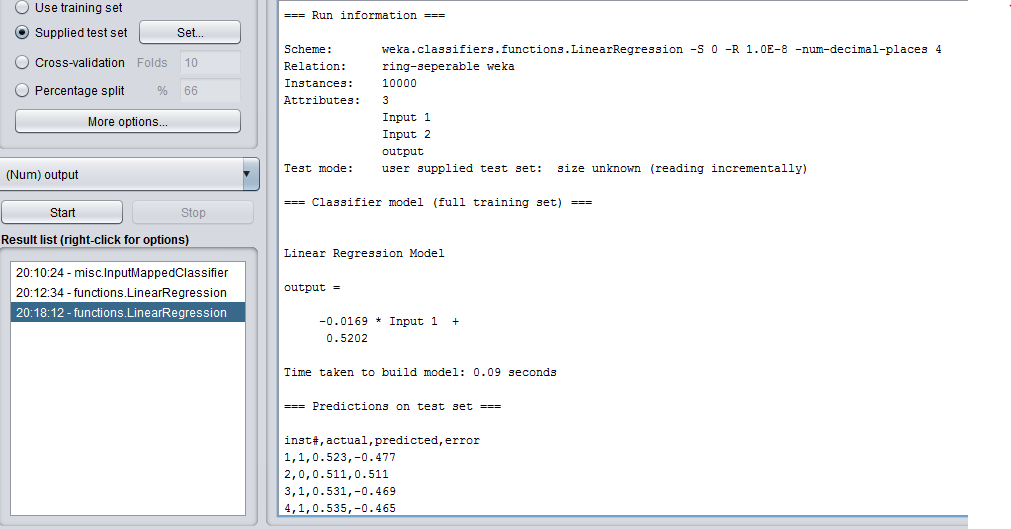 Use training set
Supplied test set Set...
Cross-validation Folds 10
Percentage split % 66
More options...
(Num) output
Start Stop
Result list (right-click for options)
20:10:24 - misc.InputMappedClassifier
20:12:34 - functions.LinearRegression
20:18:12 - functions.LinearRegression
=== Run information ===
Scheme: weka.classifiers.functions.LinearRegression -S 0 -R 1.0E-8 -num-decimal-places 4
Relation: ring-seperable weka
Instances: 10000
Attributes: 3
Input 1
Input 2
output
Test mode: user supplied test set: size unknown (reading incrementally)
=== Classifier model (full training set) ===
Linear Regression Model
output =
-0.0169 * Input 1 +
0.5202
Time taken to build model: 0.09 seconds
=== Predictions on test set ===
inst#,actual,predicted,error
1,1,0.523,-0.477
2,0,0.511,0.511
3,1,0.531,-0.469
4,1,0.535,-0.465